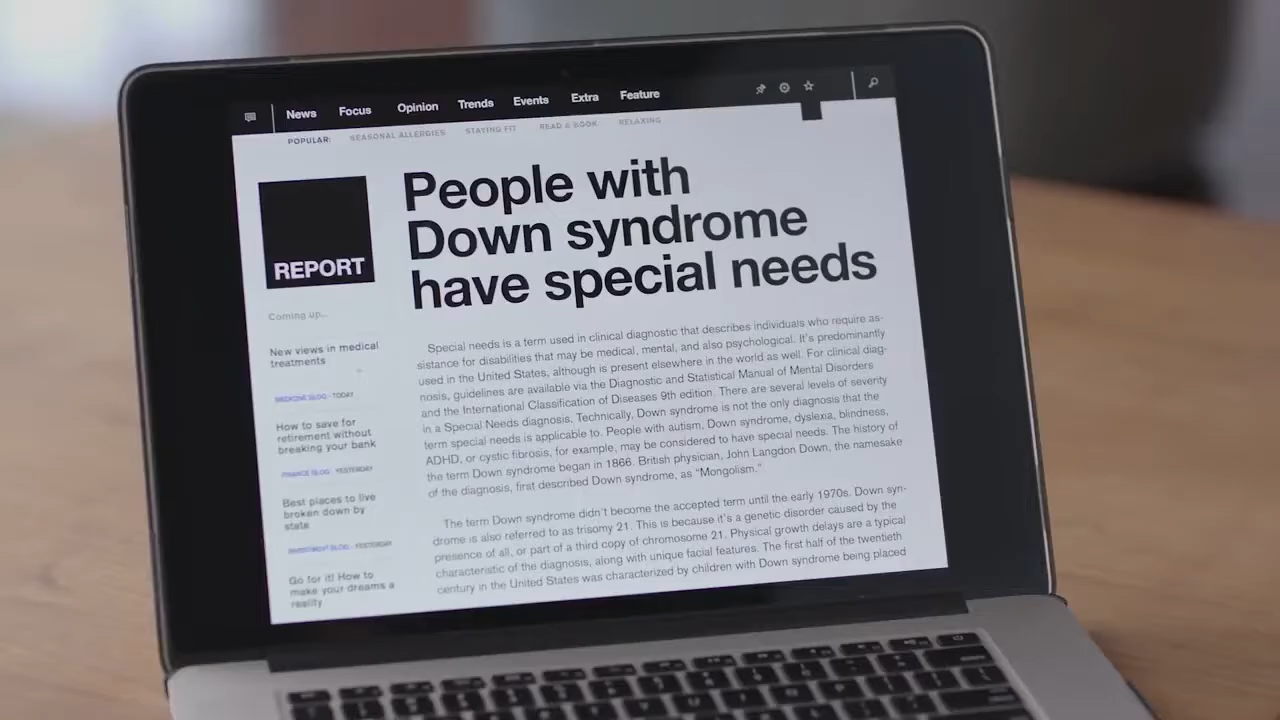 News Focus Opinion Trends Events Extra Feature
POPULAR: SEASONAL ALLERGIES STAYING FIT READ A BOOK RELAXING
REPORT
Coming up...
New views in medical
treatments
MEDICINE BLOG - TODAY
How to save for
retirement without
breaking your bank
FINANCE BLOG - YESTERDAY
Best places to live
broken down by
state
INVESTMENT BLOG - YESTERDAY
Go for it! How to
make your dreams a
reality
People with
Down syndrome
have special needs
Special needs is a term used in clinical diagnostic that describes individuals who require as-
sistance for disabilities that may be medical, mental, and also psychological. It's predominantly
used in the United States, although is present elsewhere in the world as well. For clinical diag-
nosis, guidelines are available via the Diagnostic and Statistical Manual of Mental Disorders
and the International Classification of Diseases 9th edition. There are several levels of severity
in a Special Needs diagnosis. Technically, Down syndrome is not the only diagnosis that the
term special needs is applicable to. People with autism, Down syndrome, dyslexia, blindness,
ADHD, or cystic fibrosis, for example, may be considered to have special needs. The history of
the term Down syndrome began in 1866. British physician, John Langdon Down, the namesake
of the diagnosis, first described Down syndrome, as "Mongolism."
The term Down syndrome didn't become the accepted term until the early 1970s. Down syn-
drome is also referred to as trisomy 21. This is because it's a genetic disorder caused by the
presence of all, or part of a third copy of chromosome 21. Physical growth delays are a typical
characteristic of the diagnosis, along with unique facial features. The first half of the twentieth
century in the United States was characterized by children with Down syndrome being placed